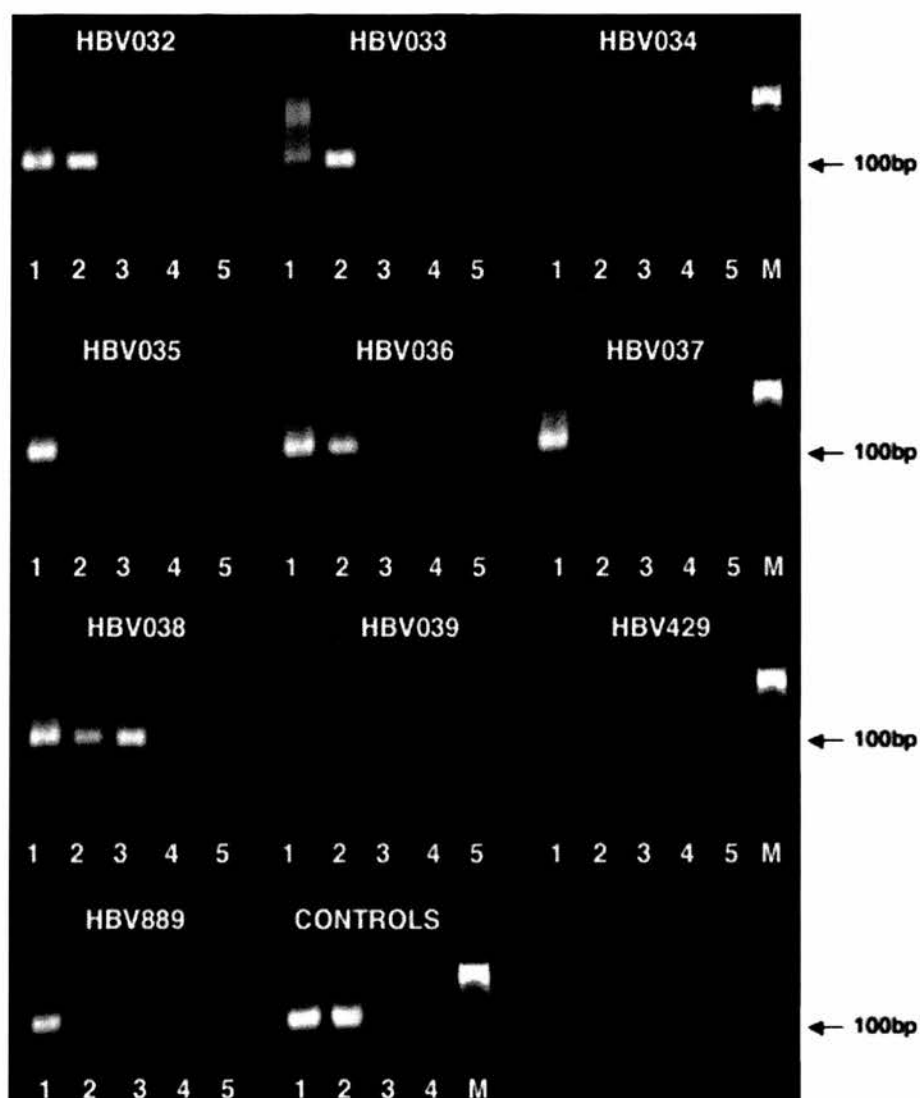 HBV032 HBV033 HBV034
← 100bp
1 2 3 4 5 1 2 3 4 5 1 2 3 4 5 M
HBV035 HBV036 HBV037
← 100bp
1 2 3 4 5 1 2 3 4 5 1 2 3 4 5 M
HBV038 HBV039 HBV429
← 100bp
1 2 3 4 5 1 2 3 4 5 1 2 3 4 5 M
HBV889 CONTROLS
← 100bp
1 2 3 4 5 1 2 3 4 M